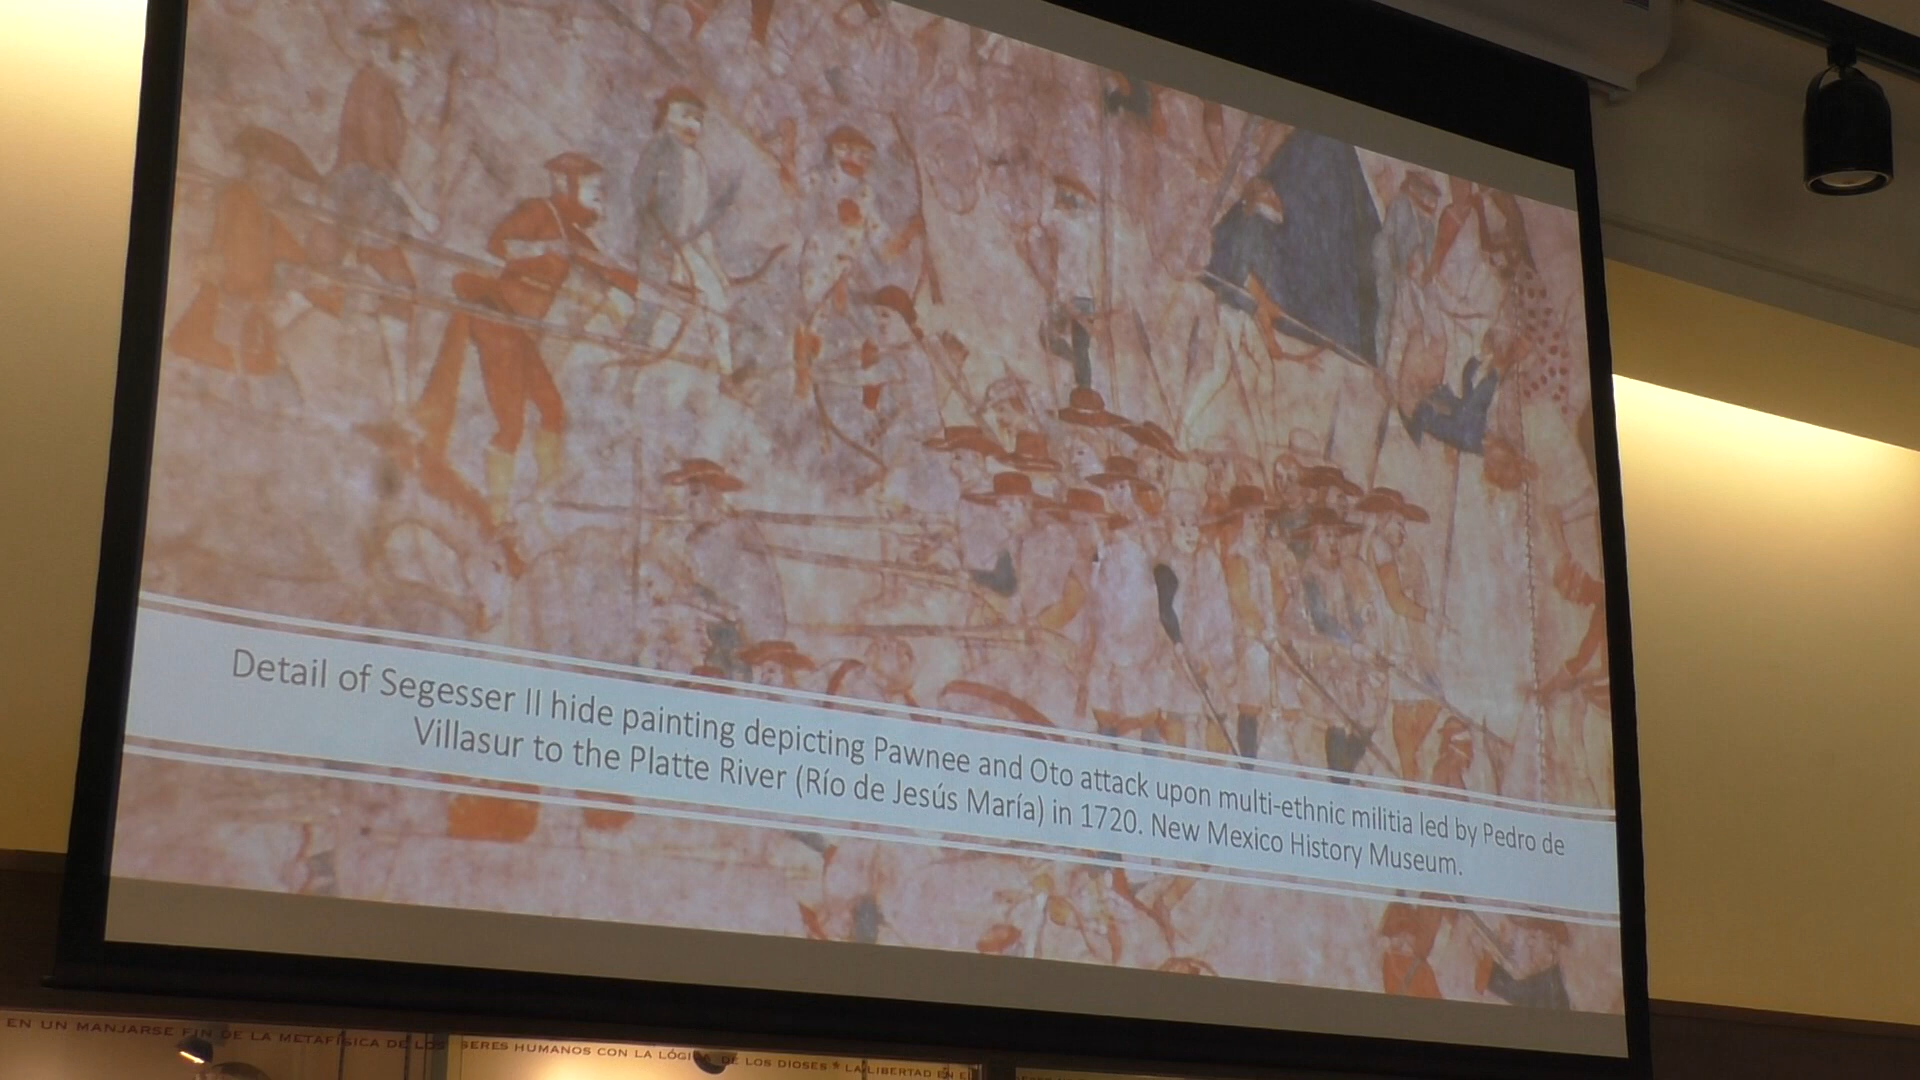 Detail of Segesser II hide painting depicting Pawnee and Oto attack upon multi-ethnic militia led by Pedro de
Villasur to the Platte River (Río de Jesús María) in 1720. New Mexico History Museum.
EN UN MANJARSE FIN DE LA METAFÍSICA DE LOS SERES HUMANOS CON LA LÓGICA DE LOS DIOSES * LA LIBERTAD EN